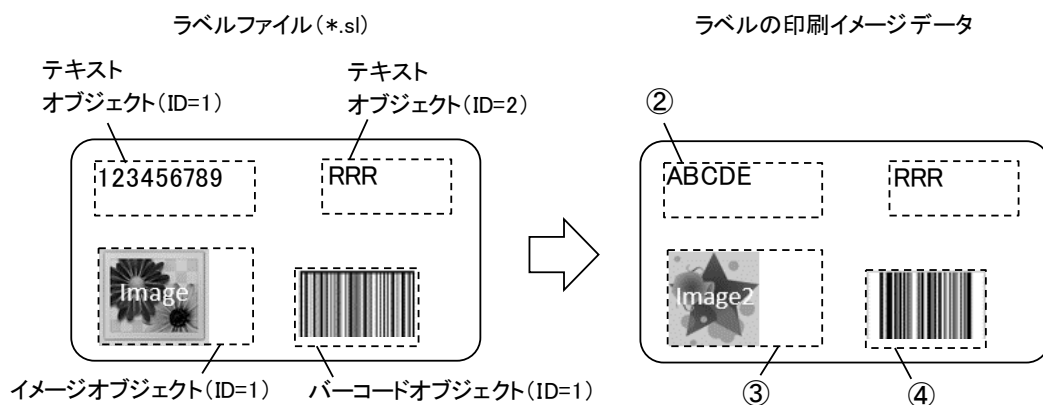 ラベルファイル(*.sl)
ラベルの印刷イメージデータ
テキスト
オブジェクト(ID=1)
テキスト
オブジェクト(ID=2)
②
123456789
RRR
ABCDE
RRR
Image
Image2
イメージオブジェクト(ID=1)
バーコードオブジェクト(ID=1)
③
④